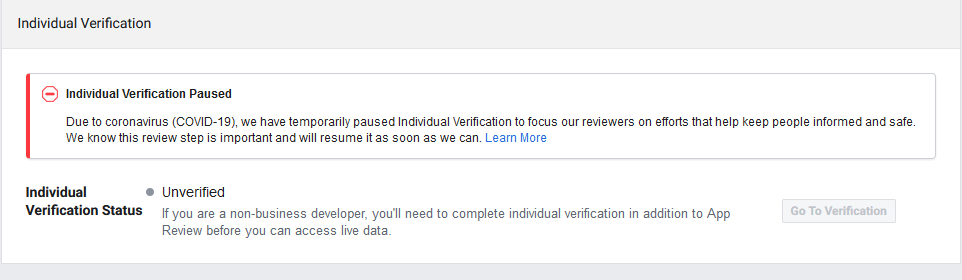 Individual Verification
Individual Verification Paused
Due to coronavirus (COVID-19), we have temporarily paused Individual Verification to focus our reviewers on efforts that help keep people informed and safe.
We know this review step is important and will resume it as soon as we can. Learn More
Individual
Verification Status
Unverified
If you are a non-business developer, you'll need to complete individual verification in addition to App
Review before you can access live data.
Go To Verification